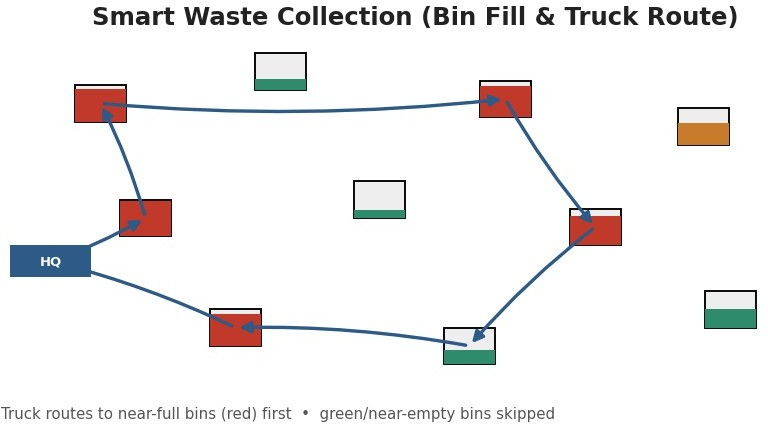 Smart Waste Collection (Bin Fill & Truck Route)
HQ
Truck routes to near-full bins (red) first • green/near-empty bins skipped